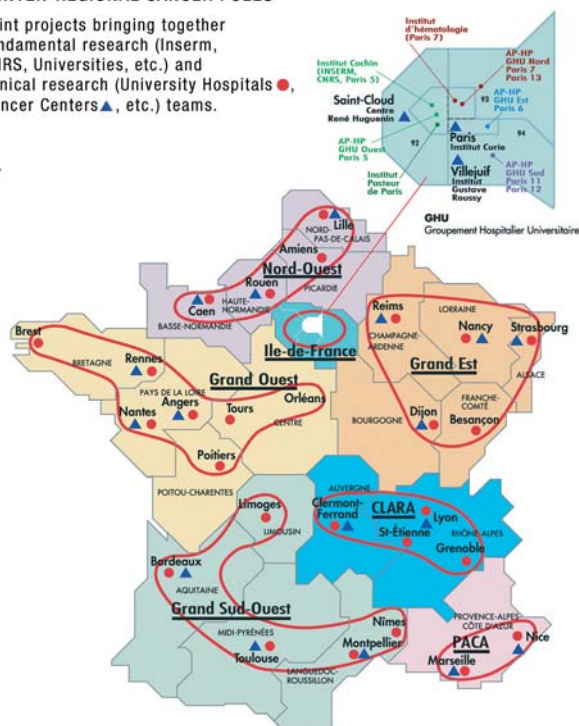 int projects bringing together
ndamental research (Inserm,
NRS, Universities, etc.) and
nical research (University Hospitals ,
ncer Centers , etc.) teams.
Institut
d'hématologie
(Paris 7)
AP-HP
GHU Nord
Paris 7
Paris 13
Institut Cochin
(INSERM,
CNRS, Paris 5)
93
AP-HP
GHU Est
Paris 6
Saint-Cloud
Centre
René Huguenin
92
94
Paris
Institut Curie
AP-HP
GHU Ouest
Paris 5
Villejuif
Institut
Gustave
Roussy
AP-HP
GHU Sud
Paris 11
Paris 12
Institut
Pasteur
de Paris
GHU
Groupement Hospitalier Universitaire
Lille
NORD-
PAS-DE-CALAIS
Amiens
Nord-Ouest
Rouen
PICARDIE
HAUTE-
NORMANDIE
Caen
BASSE-NORMANDIE
Ile-de-France
Reims
CHAMPAGNE-
ARDENNE
LORRAINE
Nancy
Strasbourg
Grand Est
ALSACE
Brest
BRETAGNE
Rennes
Grand Ouest
PAYS DE LA LOIRE
Angers
Nantes
Tours
Orléans
CENTRE
Poitiers
POITOU-CHARENTES
BOURGOGNE
Dijon
FRANCHE-
COMTÉ
Besançon
AUVERGNE
Clermont-
Ferrand
CLARA
Lyon
St-Étienne
RHÔNE-ALPES
Grenoble
Limoges
LIMOUSIN
Bordeaux
AQUITAINE
Grand Sud-Ouest
MIDI-PYRÉNÉES
Toulouse
Nîmes
Montpellier
LANGUEDOC-
ROUSSILLON
PROVENCE-ALPES-
CÔTE D'AZUR
PACA
Nice
Marseille